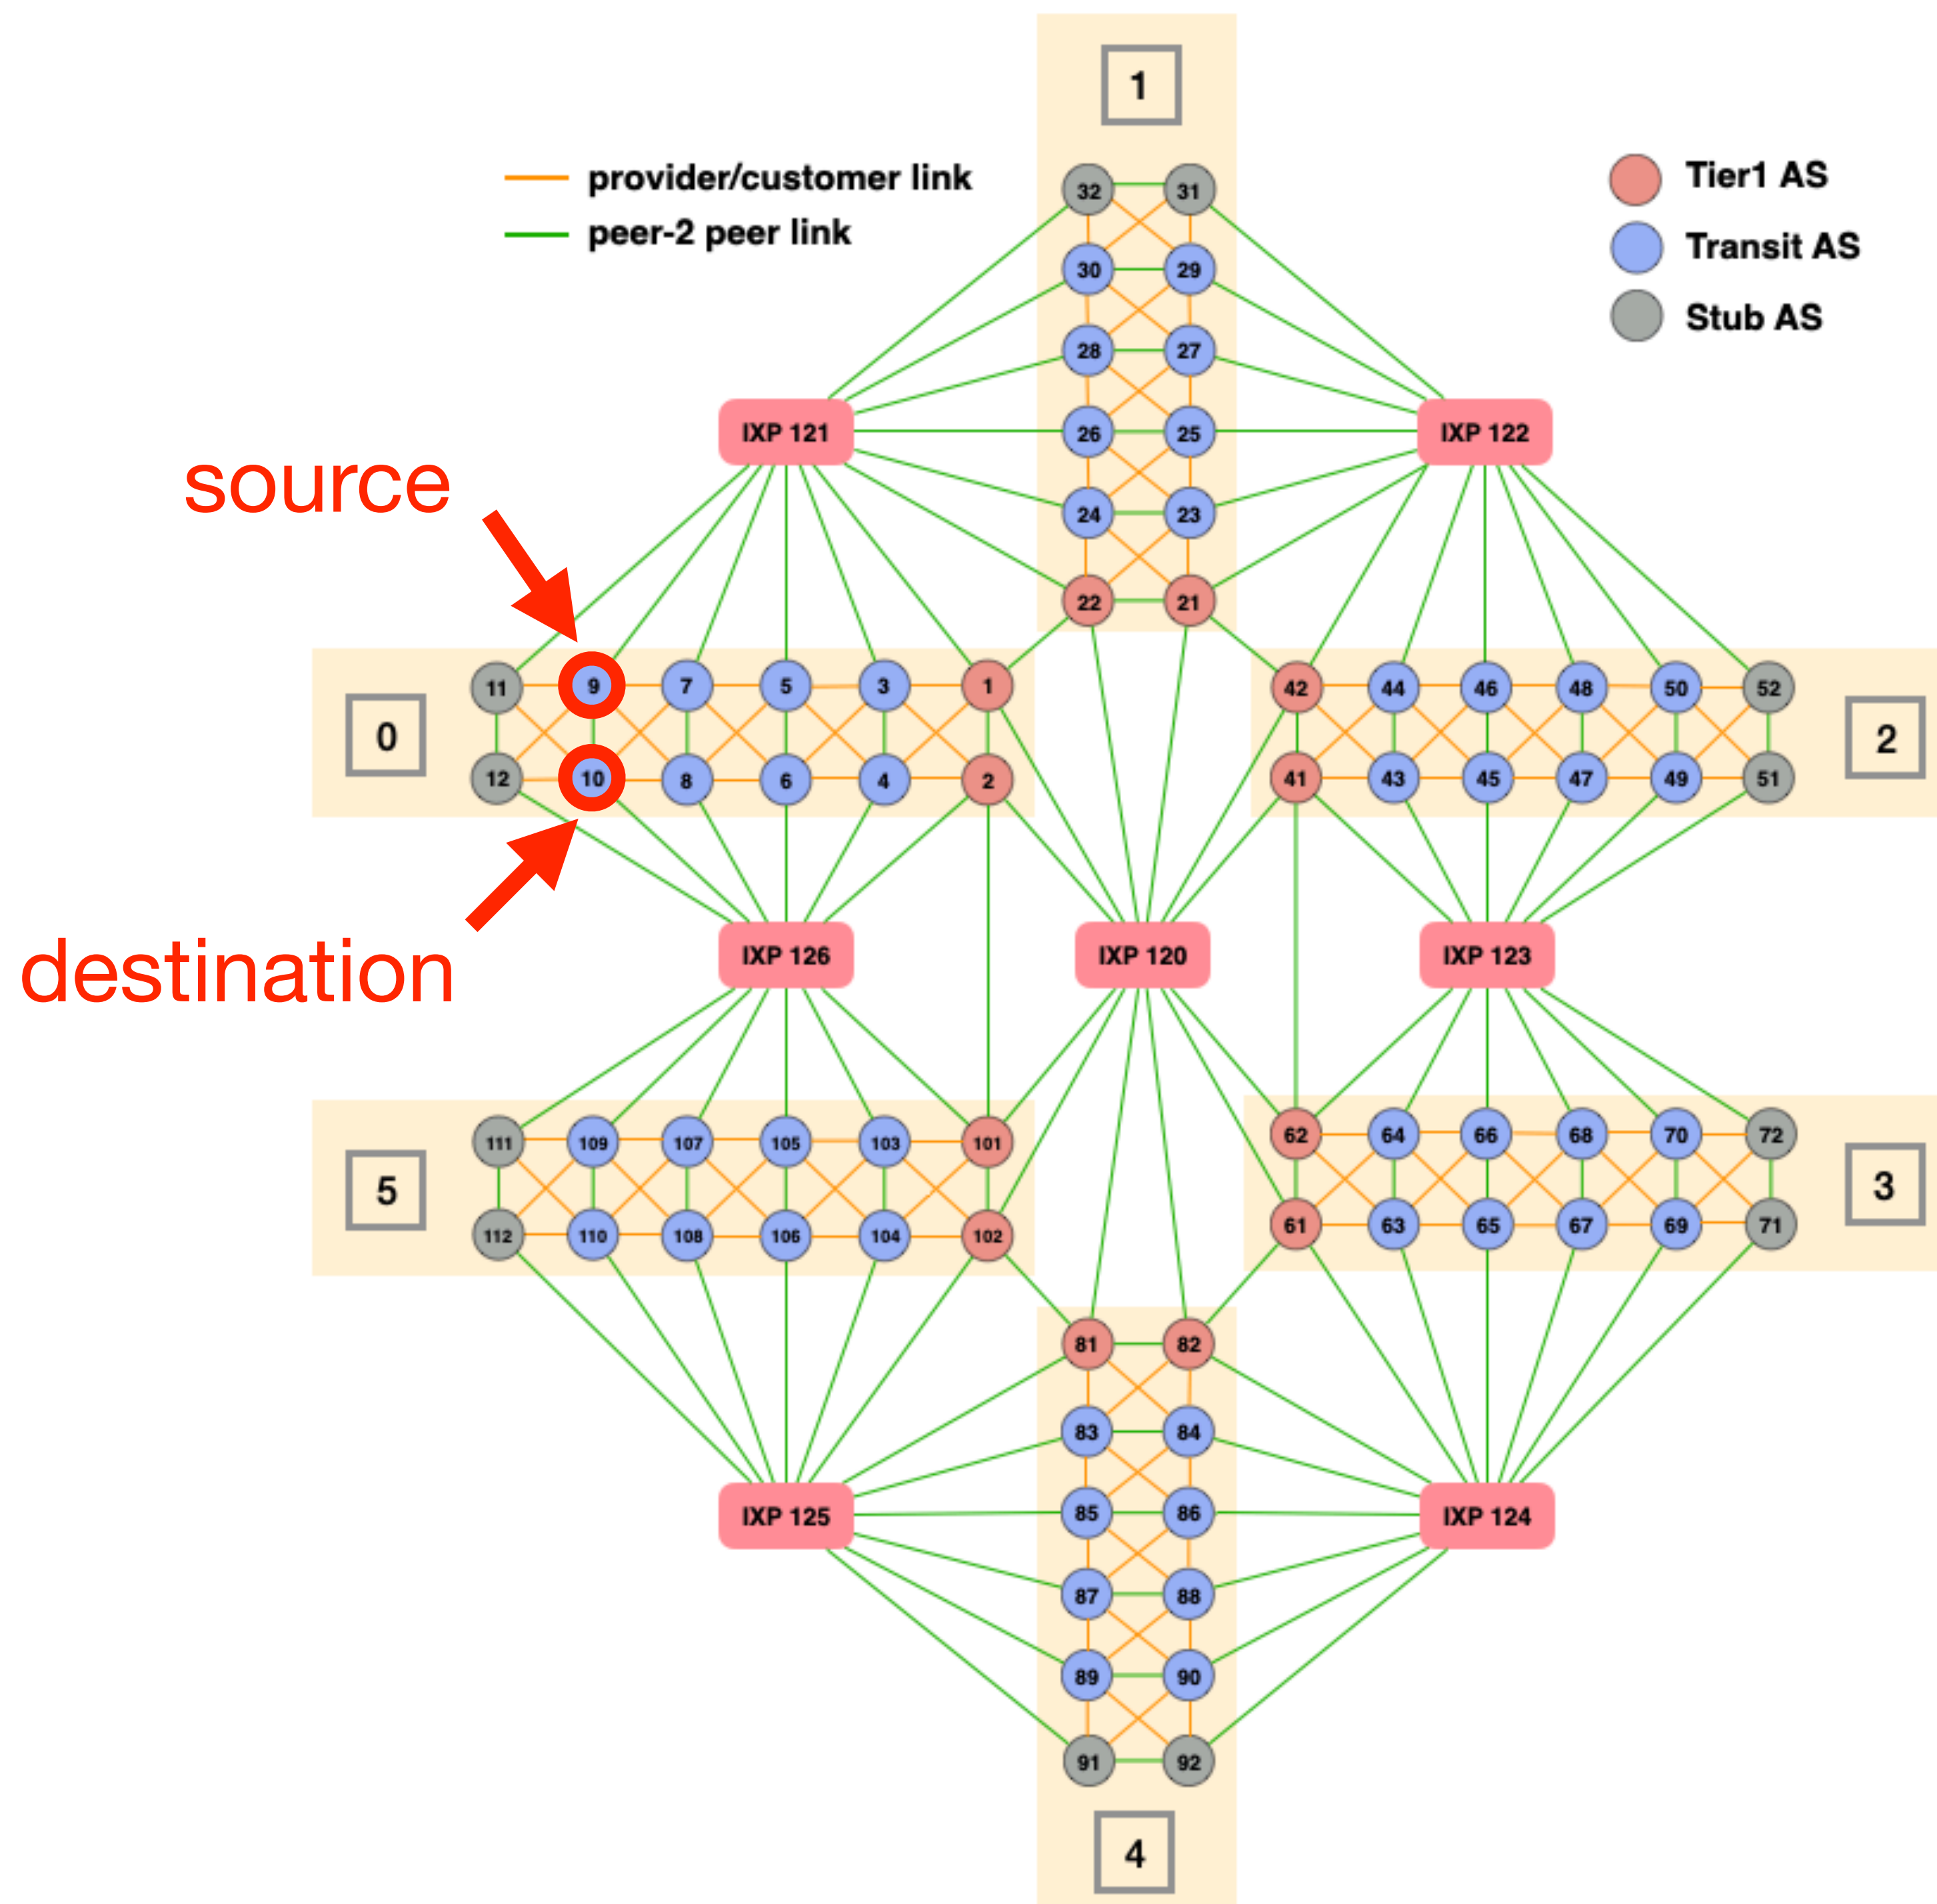 1
provider/customer link
peer-2 peer link
Tier1 AS
Transit AS
Stub AS
32 31
30 29
28 27
IXP 121 26 25 IXP 122
source
24 23
22 21
11 9 7 5 3 1
42 44 46 48 50 52
0
2
12 10 8 6 4 2
41 43 45 47 49 51
destination
IXP 126 IXP 120 IXP 123
111 109 107 105 103 101
62 64 66 68 70 72
5
3
112 110 108 106 104 102
61 63 65 67 69 71
81 82
83 84
IXP 125 85 86 IXP 124
87 88
89 90
91 92
4